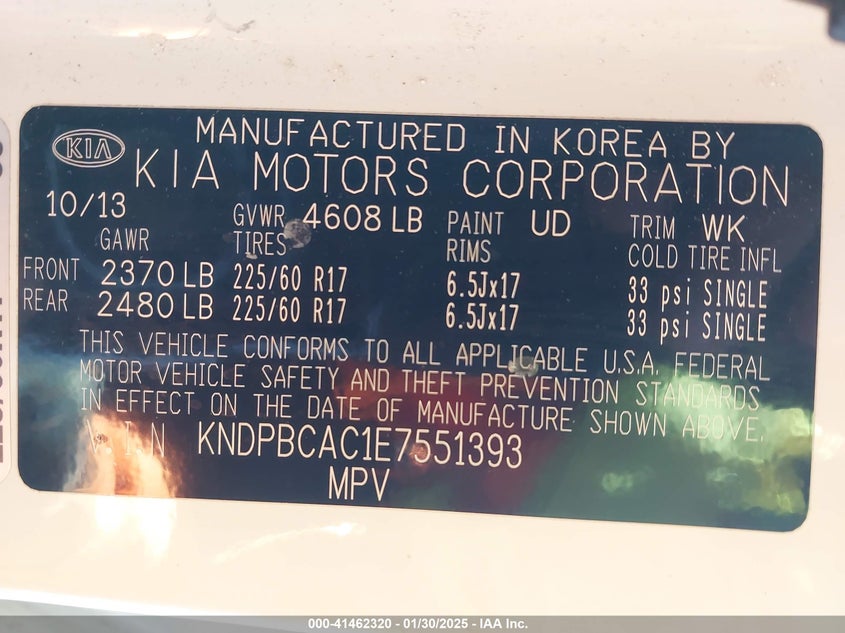 MANUFACTURED IN KOREA BY
KIA KIA MOTORS CORPORATION
10/13 GVWR 4608 LB PAINT UD TRIM WK
GAWR TIRES RIMS COLD TIRE INFL
FRONT 2370 LB 225/60 R17 6.5Jx17 33 psi SINGLE
REAR 2480 LB 225/60 R17 6.5Jx17 33 psi SINGLE
THIS VEHICLE CONFORMS TO ALL APPLICABLE U.S.A. FEDERAL
MOTOR VEHICLE SAFETY AND THEFT PREVENTION STANDARDS
IN EFFECT ON THE DATE OF MANUFACTURE SHOWN ABOVE.
V.I.N KNDPBCAC1E7551393
MPV
000-41462320 - 01/30/2025 - IAA Inc.